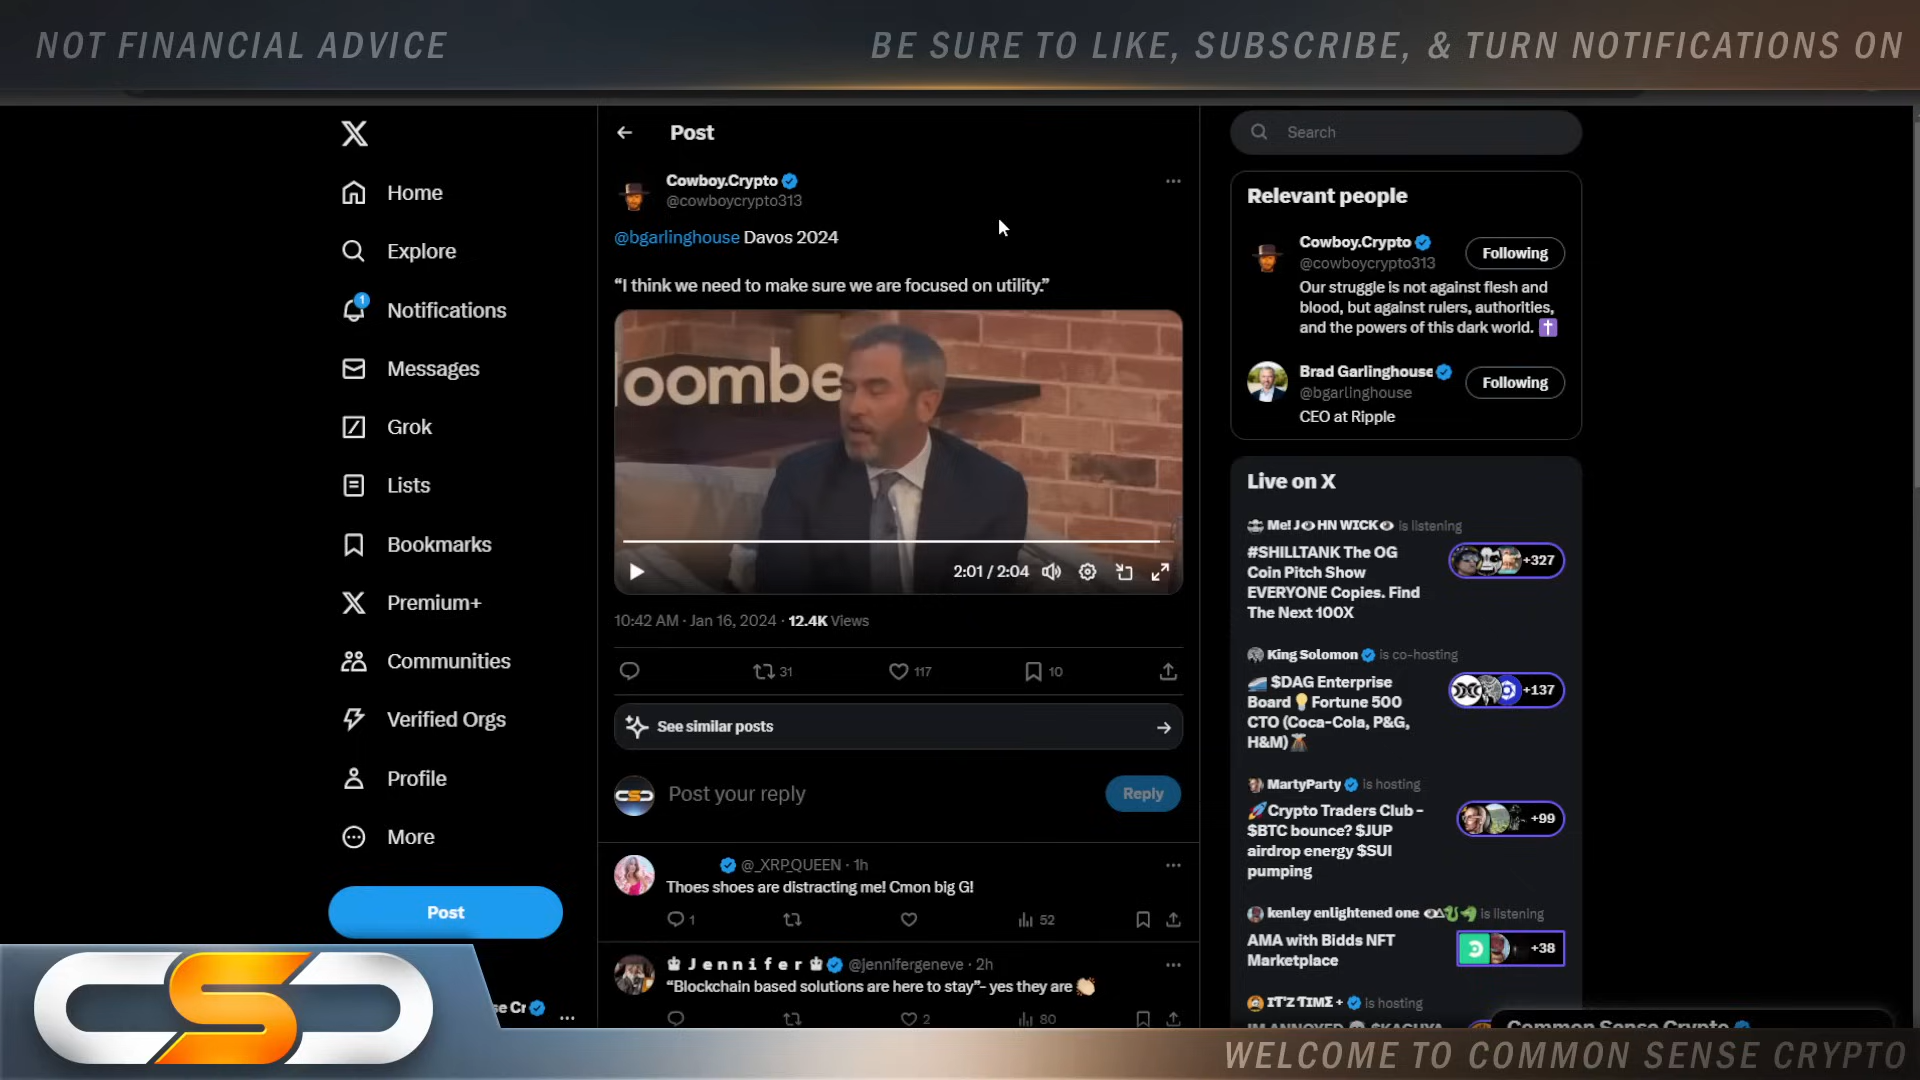 NOT FINANCIAL ADVICE
BE SURE TO LIKE, SUBSCRIBE, & TURN NOTIFICATIONS ON
Home
Explore
1
Notifications
Messages
Grok
Lists
Bookmarks
Premium+
Communities
Verified Orgs
Profile
More
Post
se Cr
Post
Cowboy.Crypto
@cowboycrypto313
@bgarlinghouse Davos 2024
“I think we need to make sure we are focused on utility.”
oombe
2:01 / 2:04
10:42 AM · Jan 16, 2024 · 12.4K Views
31
117
10
See similar posts
Post your reply
Reply
@_XRP_QUEEN · 1h
Thoes shoes are distracting me! Cmon big G!
1
52
J e n n i f e r @jennifergeneve · 2h
“Blockchain based solutions are here to stay”- yes they are 👏🏻
2
80
Search
Relevant people
Cowboy.Crypto
@cowboycrypto313
Following
Our struggle is not against flesh and
blood, but against rulers, authorities,
and the powers of this dark world. ✝️
Brad Garlinghouse
@bgarlinghouse
Following
CEO at Ripple
Live on X
Me! J👁HN WICK👁 is listening
#SHILLTANK The OG
Coin Pitch Show
EVERYONE Copies. Find
The Next 100X
+327
King Solomon is co-hosting
$DAG Enterprise
Board💡Fortune 500
CTO (Coca-Cola, P&G,
H&M)🌋
+137
MartyParty is hosting
🚀Crypto Traders Club -
$BTC bounce? $JUP
airdrop energy $SUI
pumping
+99
kenley enlightened one is listening
AMA with Bidds NFT
Marketplace
+38
IT'Z TIMΣ + is hosting
Common Sense Crypto
CSC
WELCOME TO COMMON SENSE CRYPTO